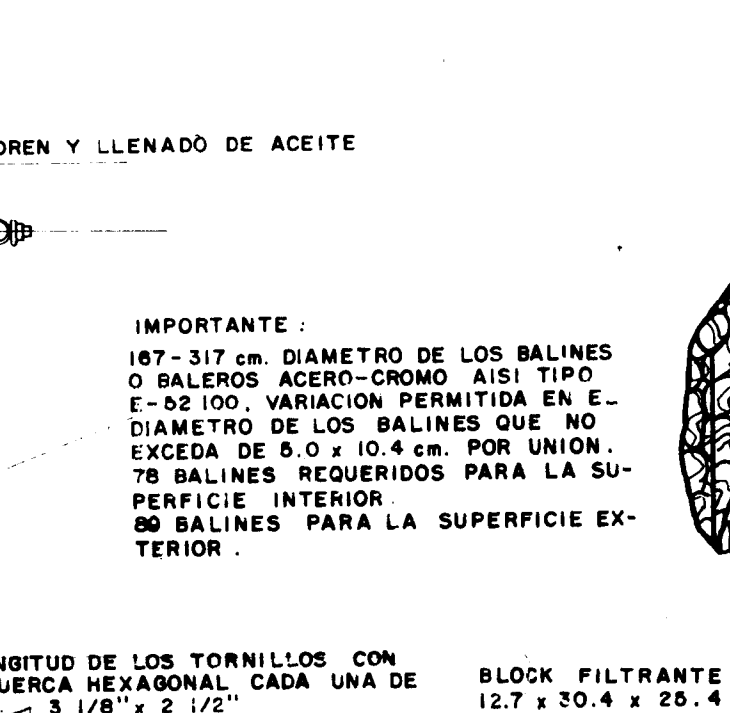 DREN Y LLENADO DE ACEITE
IMPORTANTE :
167-317 cm. DIAMETRO DE LOS BALINES
O BALEROS ACERO-CROMO AISI TIPO
E-52100, VARIACION PERMITIDA EN E_
DIAMETRO DE LOS BALINES QUE NO
EXCEDA DE 5.0 x 10.4 cm. POR UNION.
78 BALINES REQUERIDOS PARA LA SU-
PERFICIE INTERIOR.
BALINES PARA LA SUPERFICIE EX-
TERIOR.
NGITUD DE LOS TORNILLOS CON
UERCA HEXAGONAL CADA UNA DE
3 1/8" x 2 1/2"
BLOCK FILTRANTE
12.7 x 30.4 x 25.4